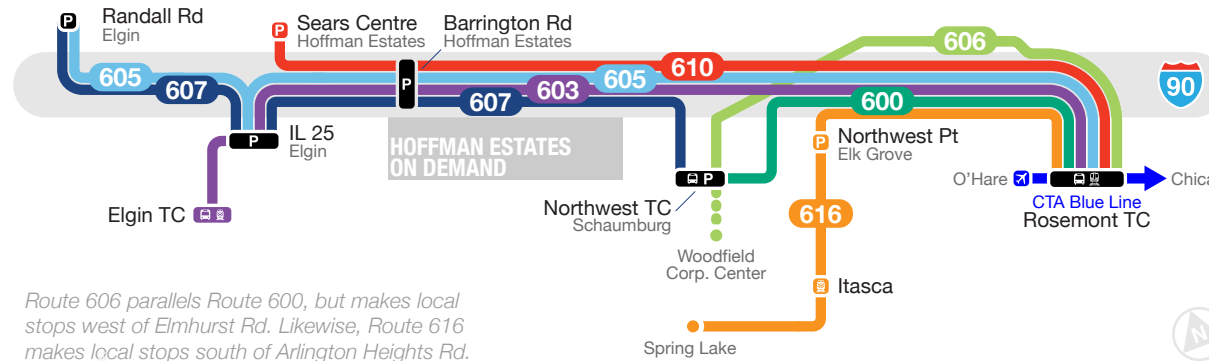 Randall Rd
Elgin
Sears Centre
Hoffman Estates
Barrington Rd
Hoffman Estates
P
P
P
605
607
603
605
607
610
606
600
90
P
IL 25
Elgin
HOFFMAN ESTATES
ON DEMAND
P
Northwest TC
Schaumburg
P
Northwest Pt
Elk Grove
O'Hare
Chica
CTA Blue Line
Rosemont TC
Elgin TC
616
Woodfield
Corp. Center
Itasca
Spring Lake
Route 606 parallels Route 600, but makes local
stops west of Elmhurst Rd. Likewise, Route 616
makes local stops south of Arlington Heights Rd.
N